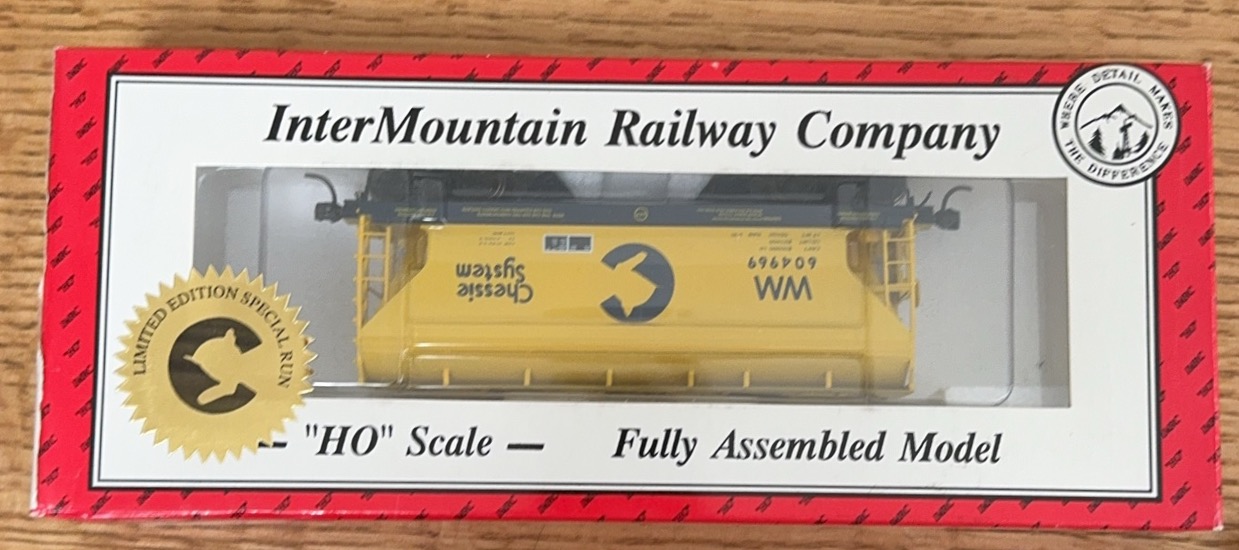 InterMountain Railway Company
WHERE DETAIL MAKES
THE DIFFERENCE
WM
604969
Chessie
System
LIMITED EDITION SPECIAL RUN
"HO" Scale — Fully Assembled Model